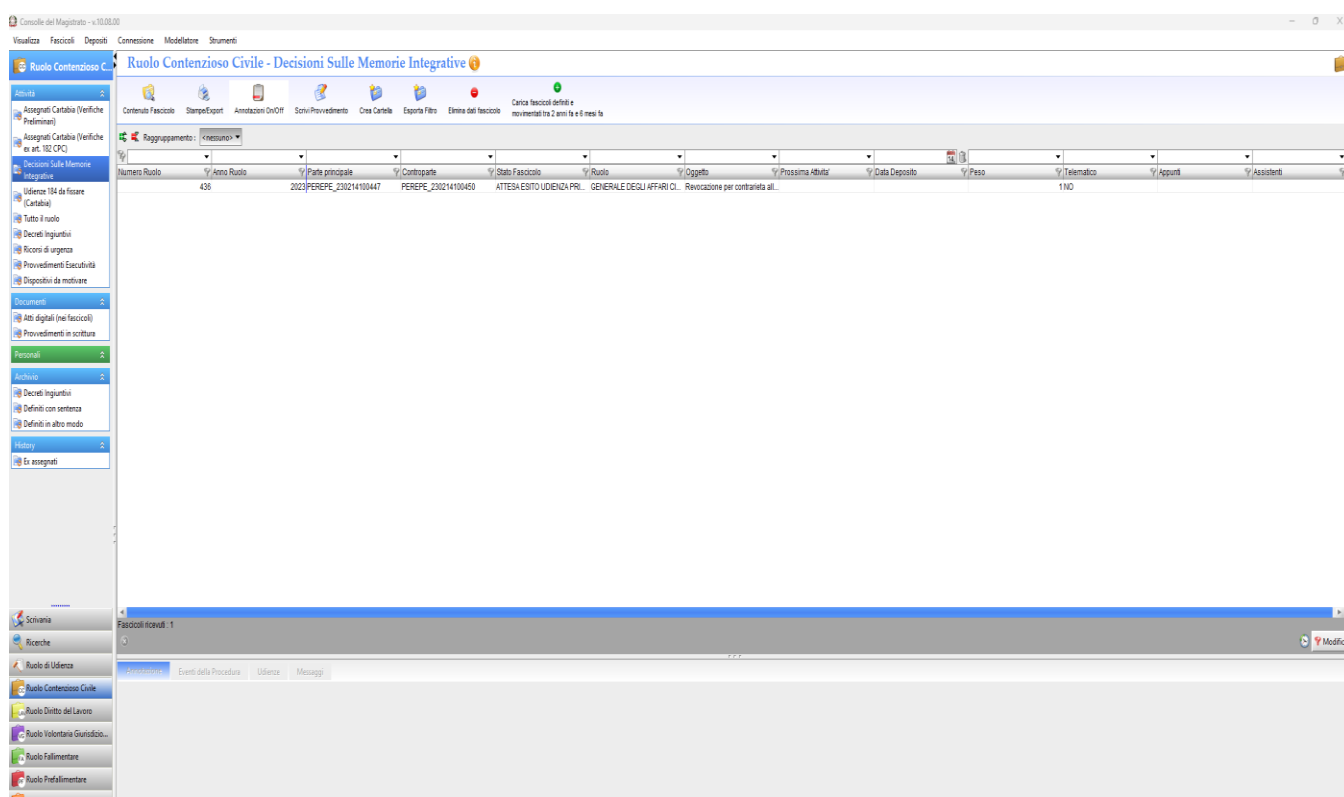 Consolle del Magistrato - v.10.08.00
Visualizza Fascicoli Depositi Connessione Modellatore Strumenti
Ruolo Contenzioso C...
Ruolo Contenzioso Civile - Decisioni Sulle Memorie Integrative
Attività
Assegnati Cartabia (Verifiche Preliminari)
Assegnati Cartabia (Verifiche ex art. 182 CPC)
Decisioni Sulle Memorie Integrative
Udienze 184 da fissare (Cartabia)
Tutto il ruolo
Decreti Ingiuntivi
Ricorsi di urgenza
Provvedimenti Esecutività
Dispositivi da motivare
Documenti
Atti digitali (nei fascicoli)
Provvedimenti in scrittura
Personali
Archivio
Decreti Ingiuntivi
Definiti con sentenza
Definiti in altro modo
History
Ex assegnati
Scrivania
Ricerche
Ruolo di Udienza
Ruolo Contenzioso Civile
Ruolo Diritto del Lavoro
Ruolo Volontaria Giurisdizio...
Ruolo Fallimentare
Ruolo Prefallimentare
Contenuto Fascicolo Stampe/Export Annotazioni On/Off Scrivi Provvedimento Crea Cartella Esporta Filtro Elimina dati fascicolo
Carica fascicoli definiti e
movimentati tra 2 anni fa e 6 mesi fa
Raggruppamento : <nessuno>
Numero Ruolo Anno Ruolo Parte principale Controparte Stato Fascicolo Ruolo Oggetto Prossima Attivita' Data Deposito Peso Telematico Appunti Assistenti
436 2023 PEREPE_230214100447 PEREPE_230214100450 ATTESA ESITO UDIENZA PRI... GENERALE DEGLI AFFARI CI... Revocazione per contrarieta all... 1 NO
Fascicoli ricevuti : 1
Modific
Annotazione Eventi della Procedura Udienze Messaggi